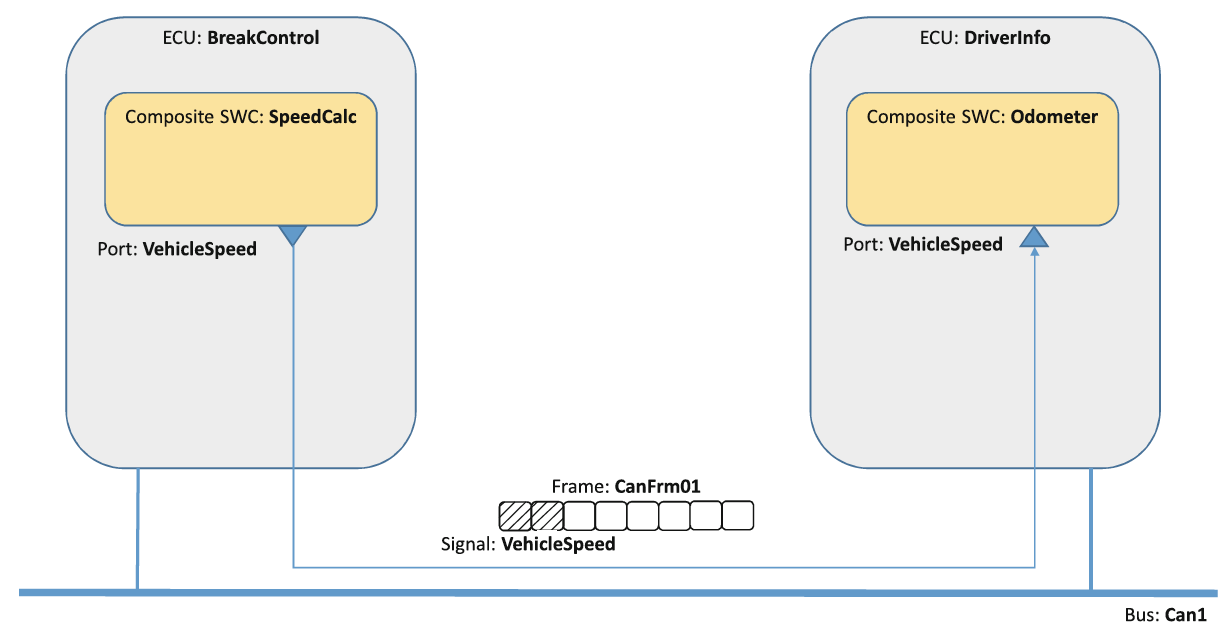 ECU: BreakControl
Composite SWC: SpeedCalc
Port: VehicleSpeed
ECU: DriverInfo
Composite SWC: Odometer
Port: VehicleSpeed
Frame: CanFrm01
Signal: VehicleSpeed
Bus: Can1